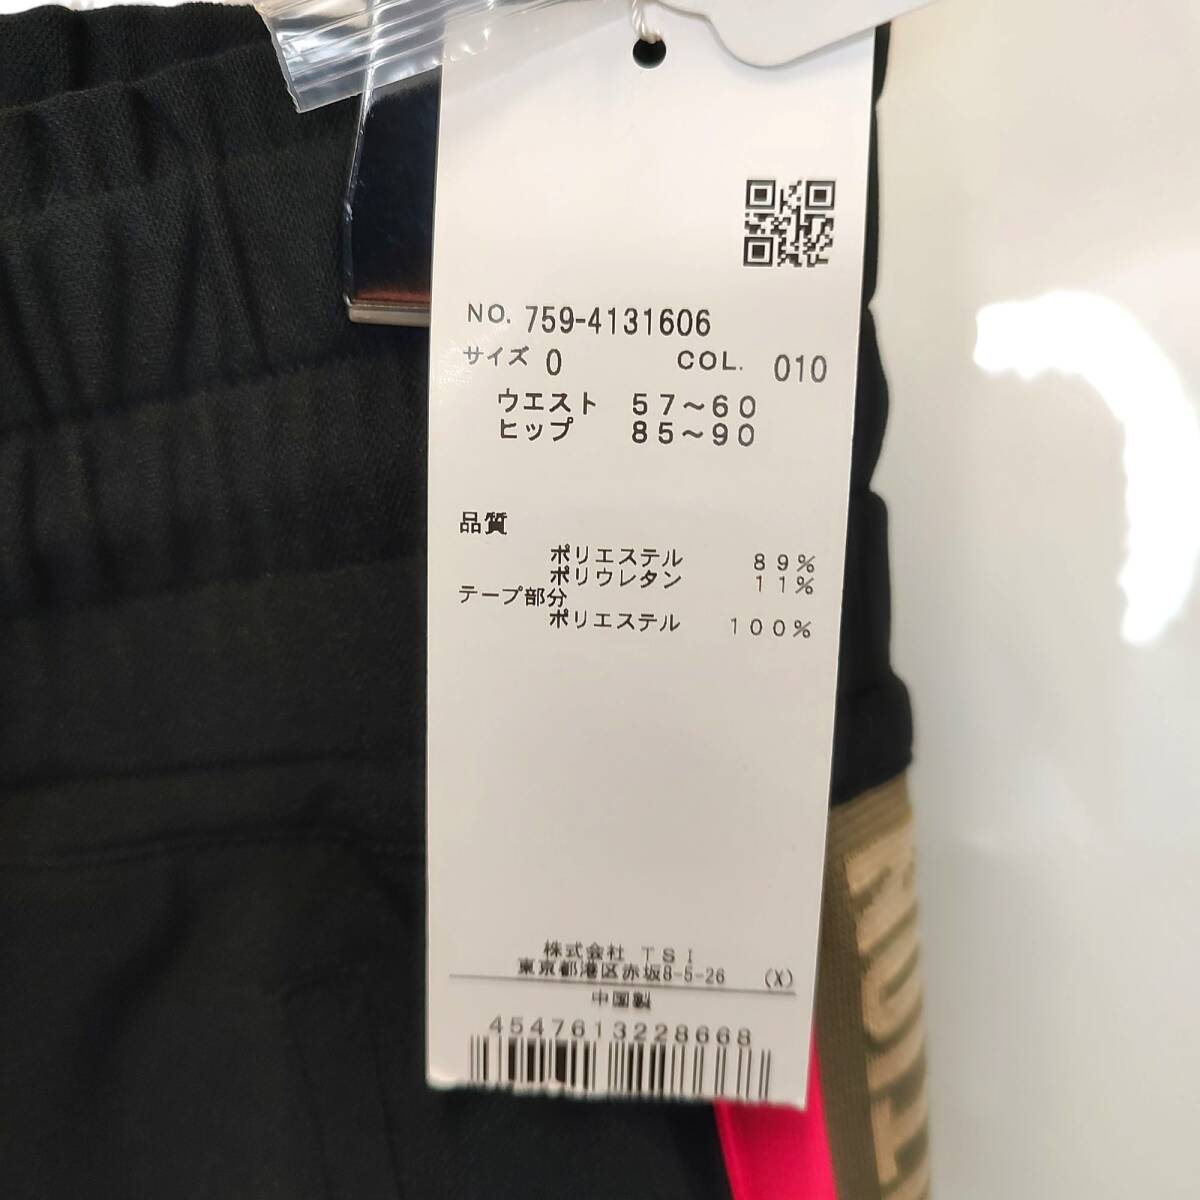 NO. 759-4131606
サイズ 0 COL. 010
ウエスト 57~60
ヒップ 85~90
品質
ポリエステル 89%
ポリウレタン 11%
テープ部分
ポリエステル 100%
株式会社 TSI
東京都港区赤坂8-5-26 (X)
中国製
4547613228668